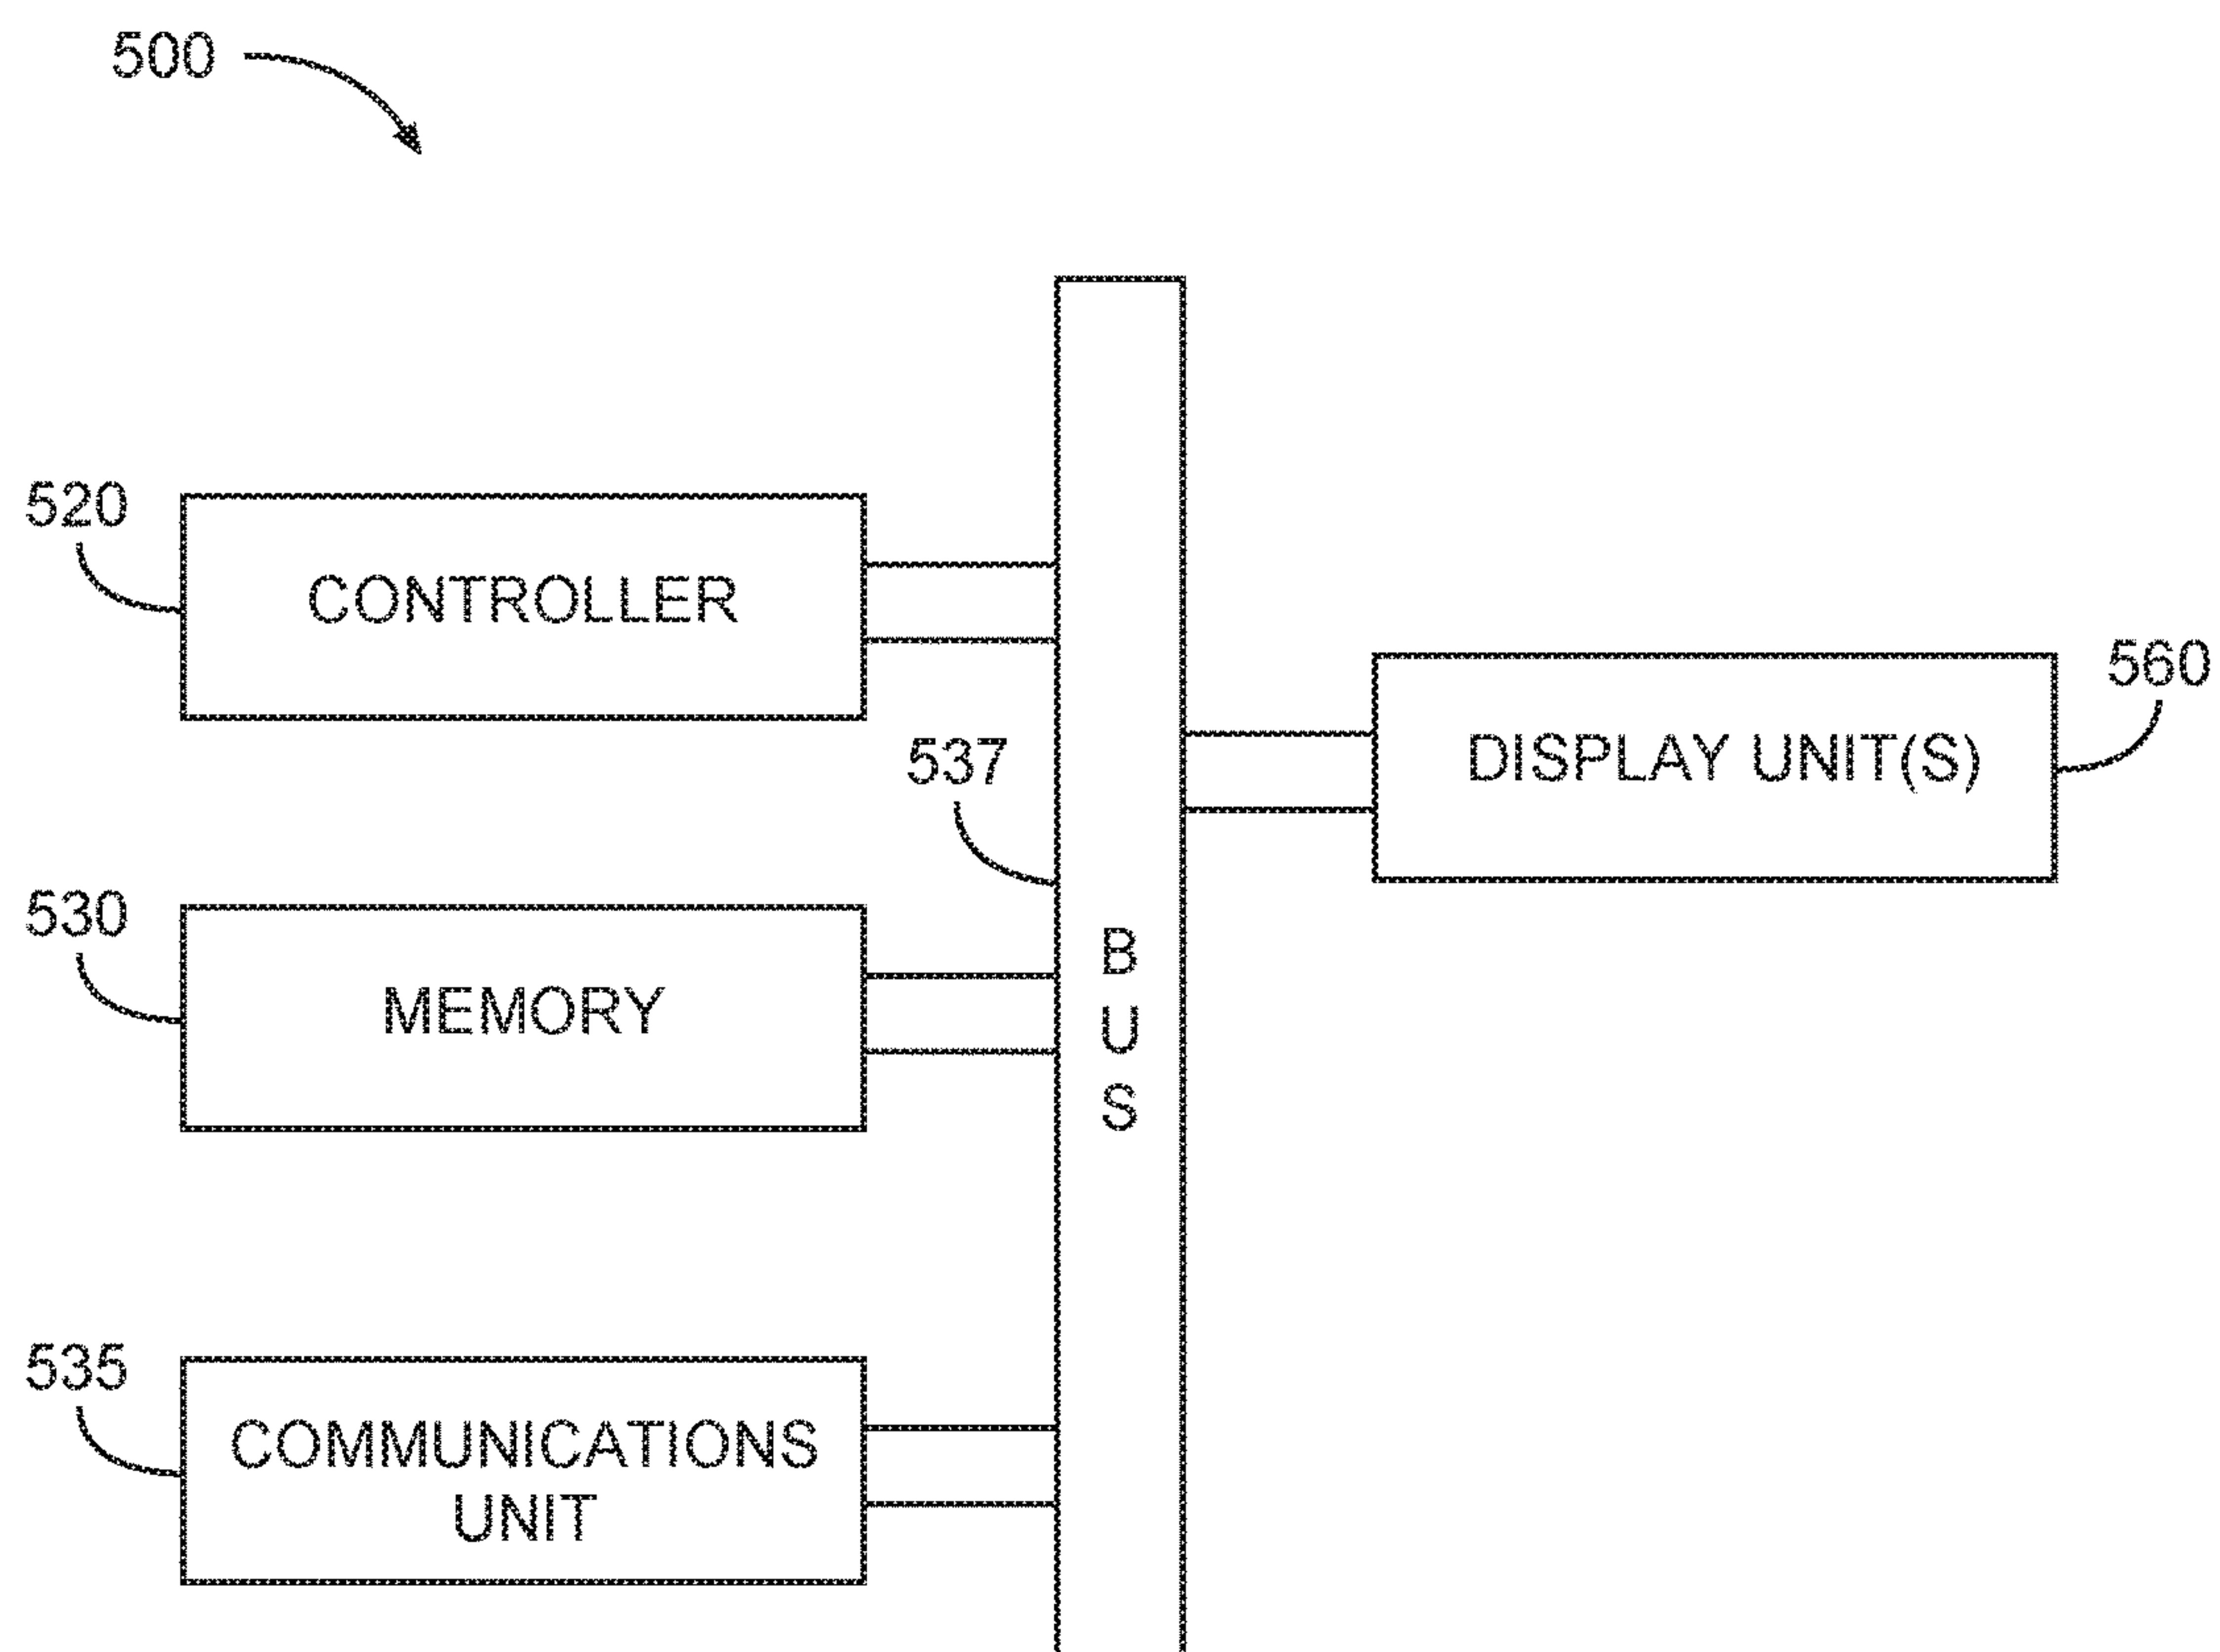 500
520
CONTROLLER
560
DISPLAY UNIT(S)
537
530
MEMORY
B
U
S
535
COMMUNICATIONS
UNIT